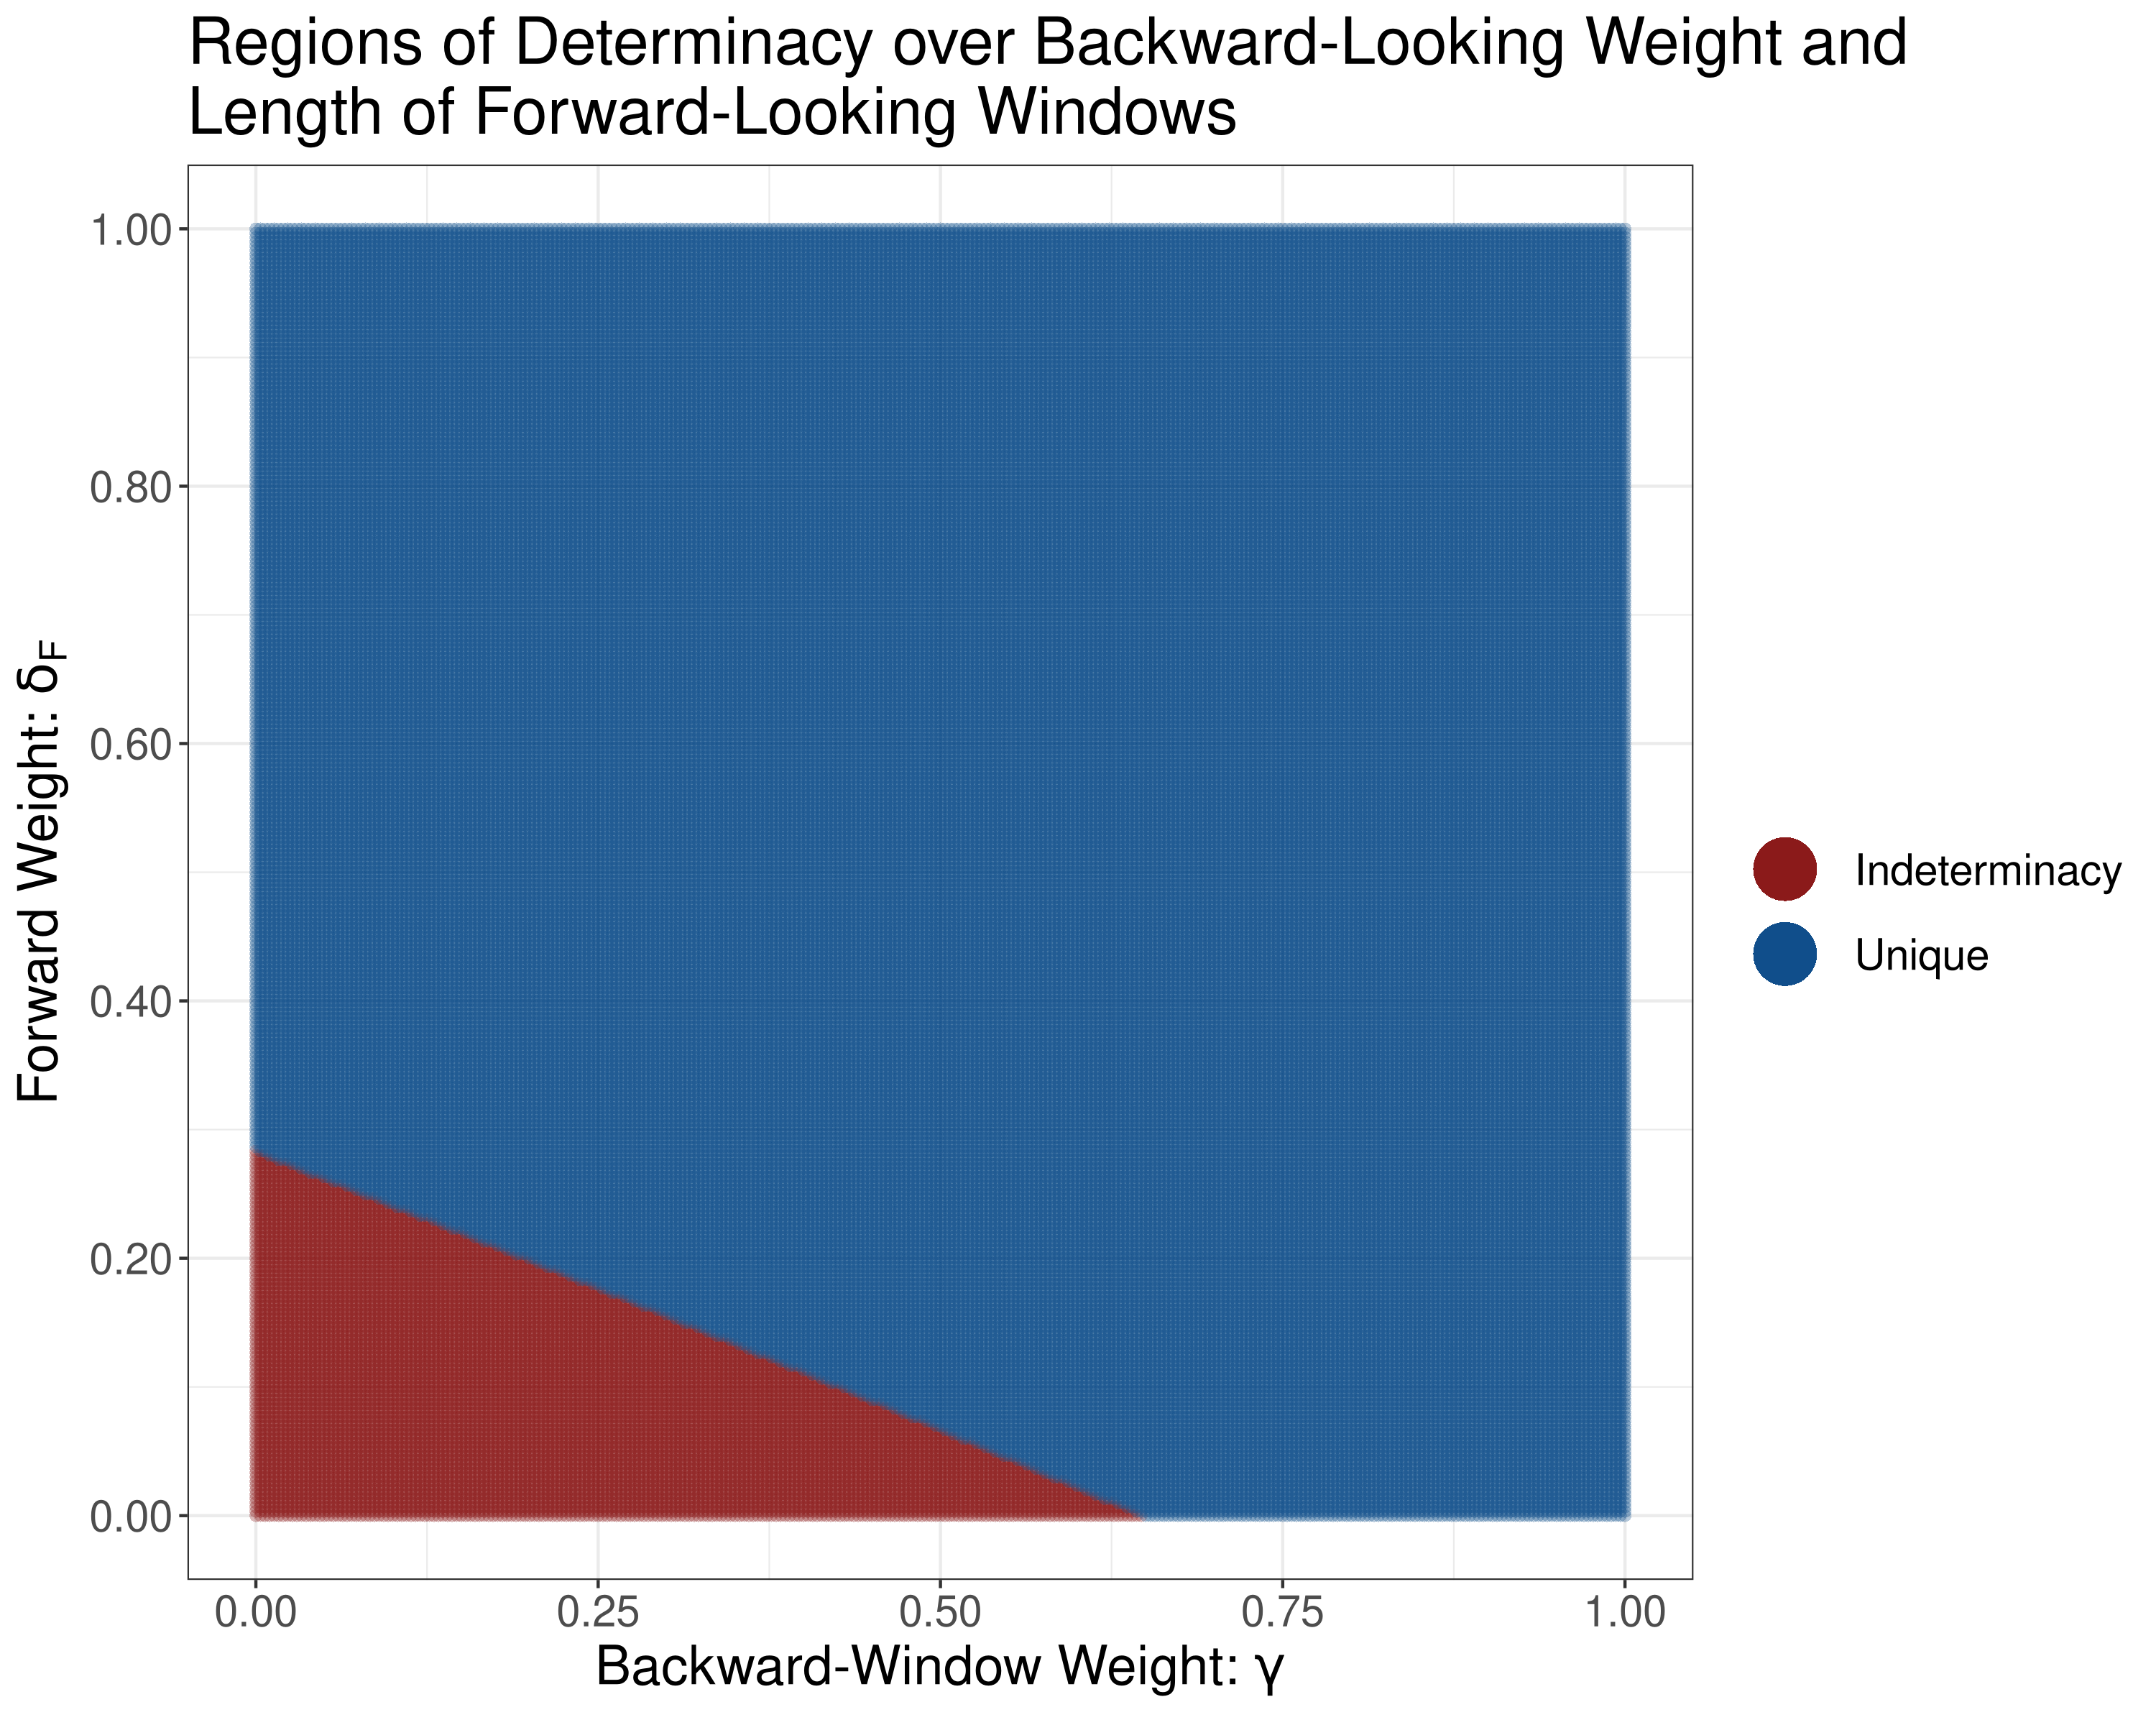 Regions of Determinacy over Backward-Looking Weight and
Length of Forward-Looking Windows
Forward Weight: δF
1.00
0.80
0.60
0.40
0.20
0.00
0.00 0.25 0.50 0.75 1.00
Backward-Window Weight: γ
Indeterminacy
Unique